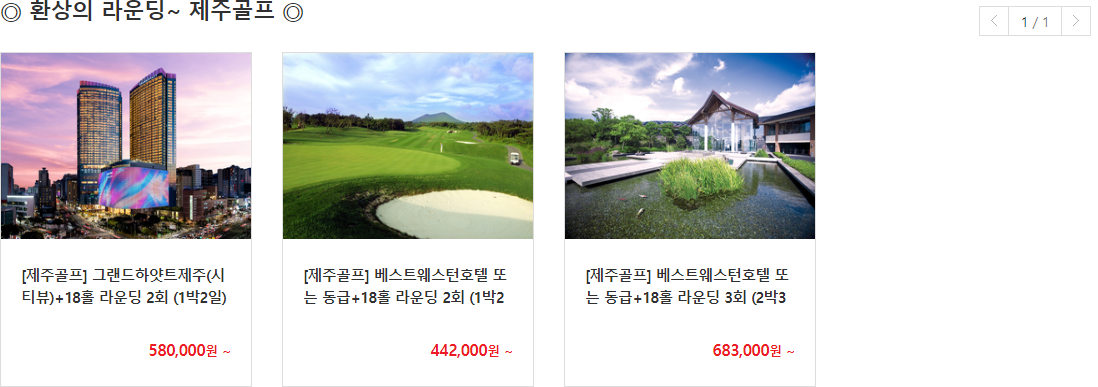 ◎ 환상의 라운딩~ 제주골프 ◎
1 / 1
[제주골프] 그랜드하얏트제주(시
티뷰)+18홀 라운딩 2회 (1박2일)
580,000원 ~
[제주골프] 베스트웨스턴호텔 또
는 동급+18홀 라운딩 2회 (1박2
442,000원 ~
[제주골프] 베스트웨스턴호텔 또
는 동급+18홀 라운딩 3회 (2박3
683,000원 ~